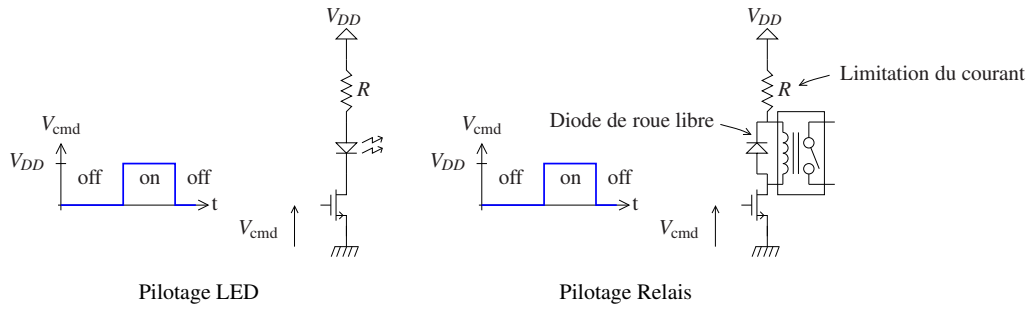 V_DD
R
V_cmd
V_DD
off
on
off
t
V_cmd
Pilotage LED
V_DD
R
Limitation du courant
Diode de roue libre
V_cmd
V_DD
off
on
off
t
V_cmd
Pilotage Relais